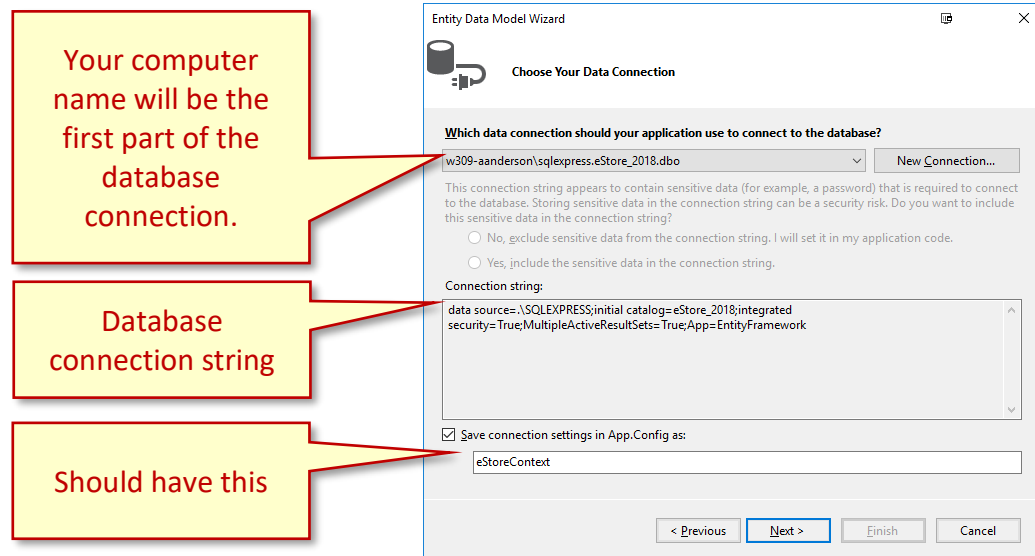 Your computer
name will be the
first part of the
database
connection.
Database
connection string
Should have this
Entity Data Model Wizard
Choose Your Data Connection
Which data connection should your application use to connect to the database?
w309-aanderson\sqlexpress.eStore_2018.dbo
New Connection...
This connection string appears to contain sensitive data (for example, a password) that is required to connect
to the database. Storing sensitive data in the connection string can be a security risk. Do you want to include
this sensitive data in the connection string?
No, exclude sensitive data from the connection string. I will set it in my application code.
Yes, include the sensitive data in the connection string.
Connection string:
data source=.\SQLEXPRESS;initial catalog=eStore_2018;integrated
security=True;MultipleActiveResultSets=True;App=EntityFramework
Save connection settings in App.Config as:
eStoreContext
< Previous
Next >
Finish
Cancel